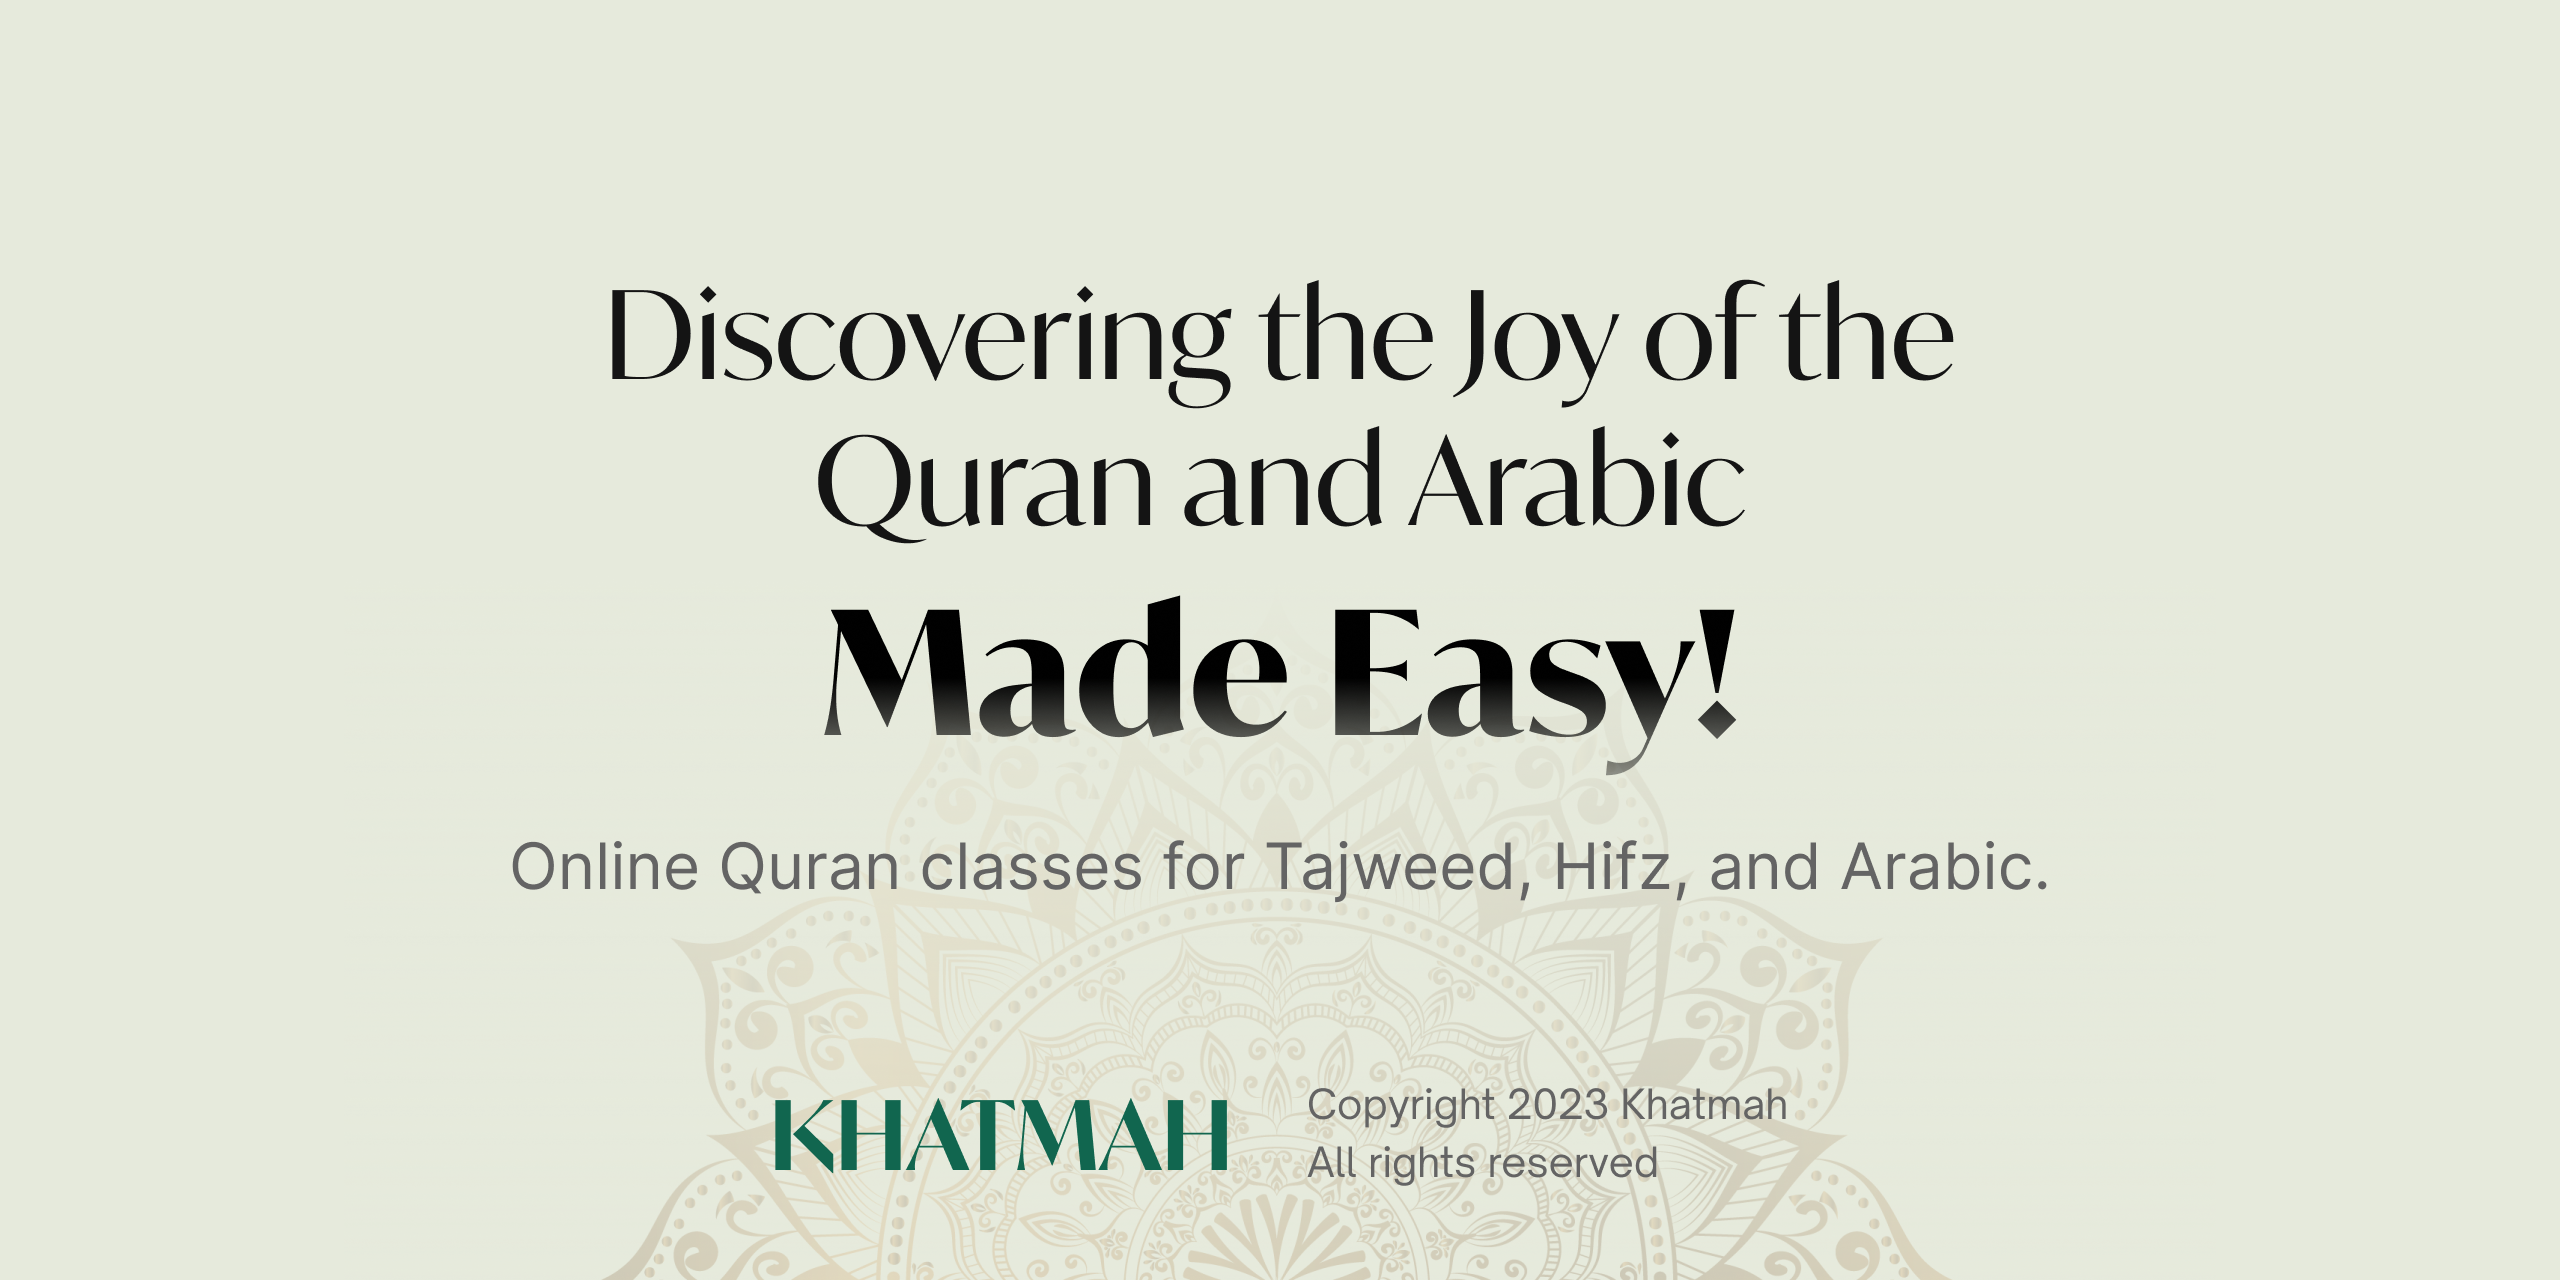 Discovering the Joy of the
Quran and Arabic
Made Easy!
Online Quran classes for Tajweed, Hifz, and Arabic.
KHATMAH
Copyright 2023 Khatmah
All rights reserved